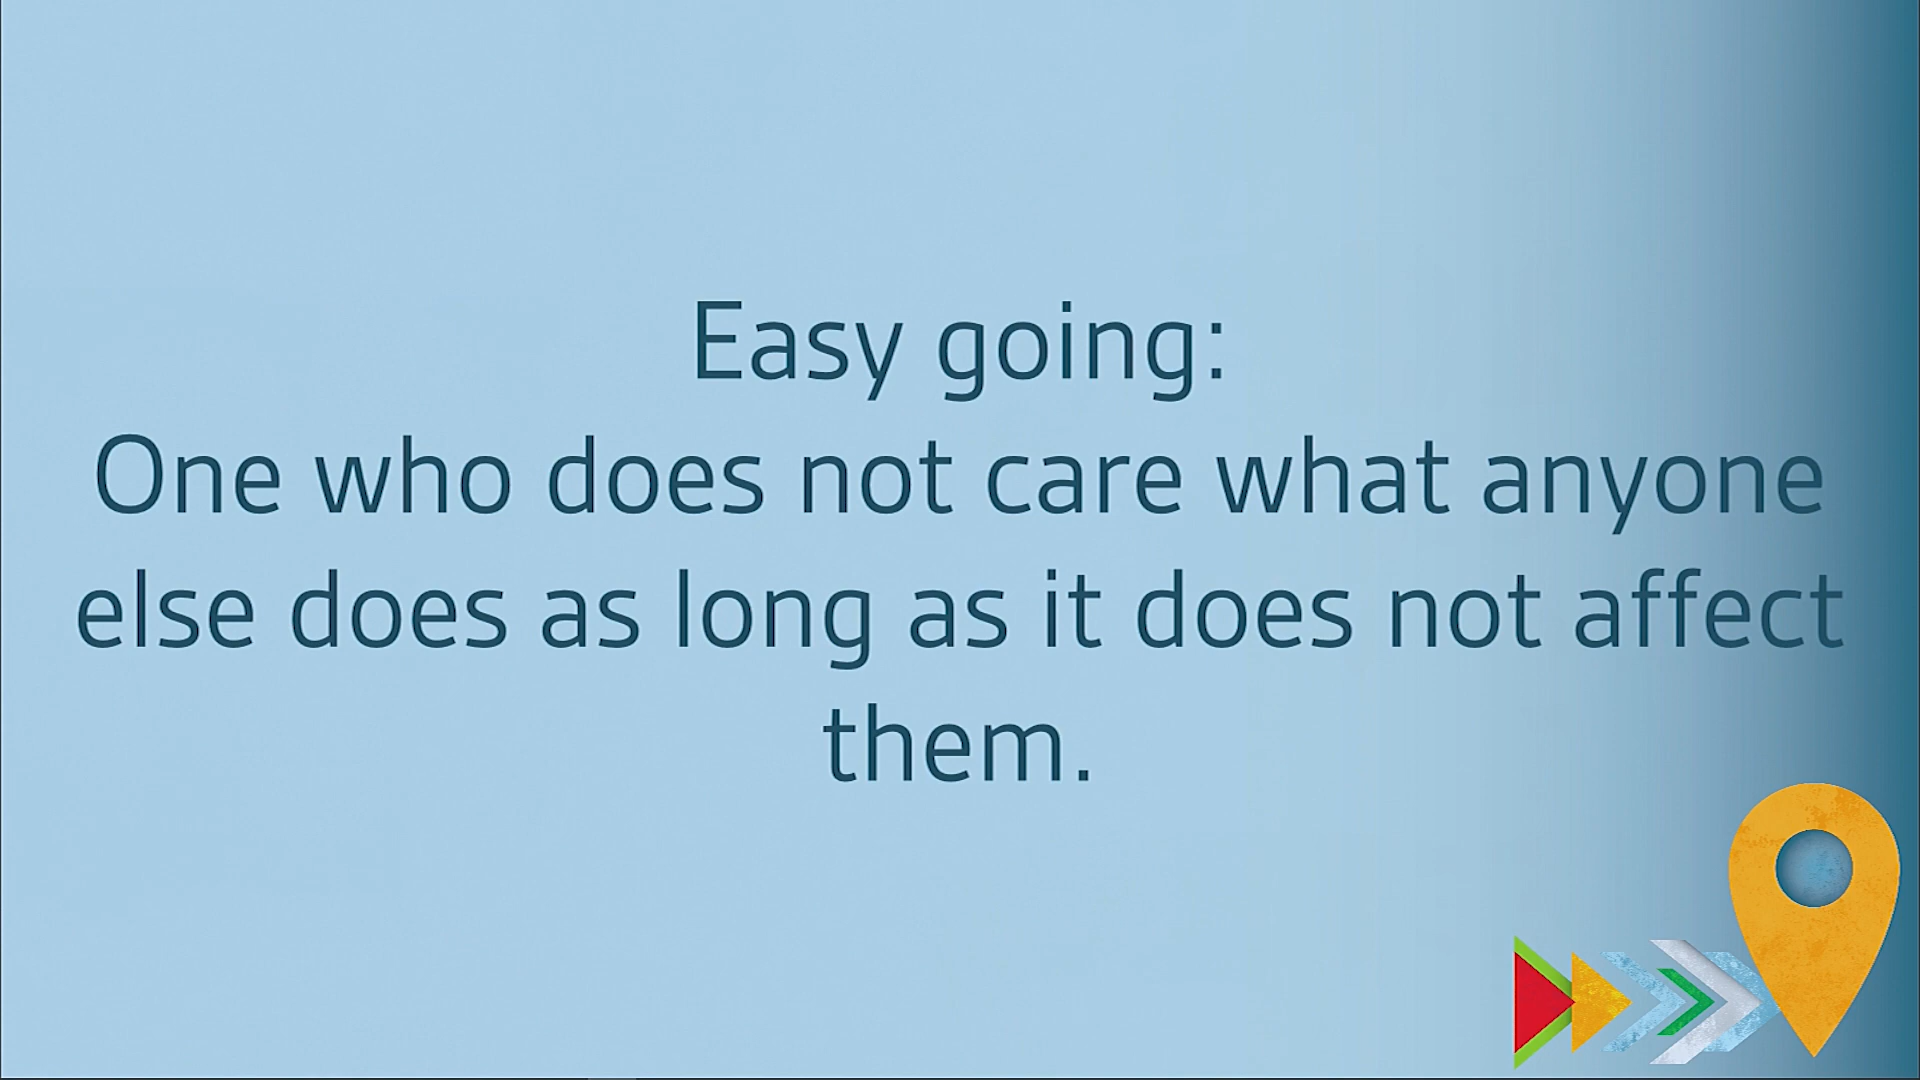 Easy going:
One who does not care what anyone
else does as long as it does not affect
them.